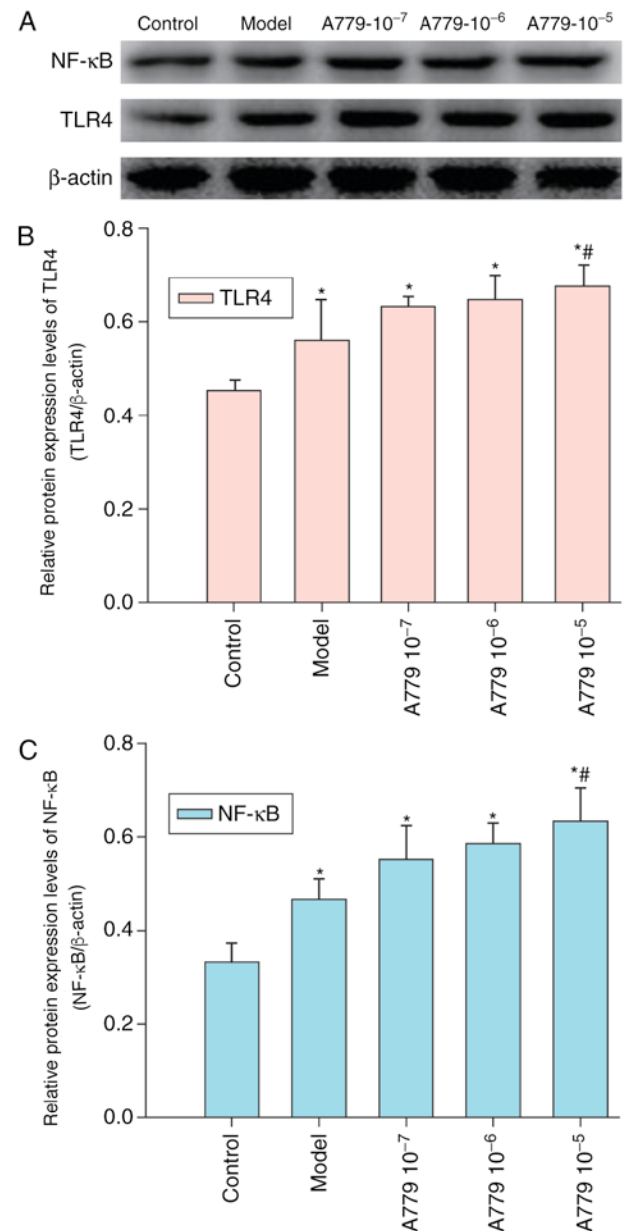 A
Control Model A779-10⁻⁷ A779-10⁻⁶ A779-10⁻⁵
NF-κB
TLR4
β-actin
B
Relative protein expression levels of TLR4
(TLR4/β-actin)
0.8
0.6
0.4
0.2
0.0
TLR4
*
*
*
*#
Control
Model
A779 10⁻⁷
A779 10⁻⁶
A779 10⁻⁵
C
Relative protein expression levels of NF-κB
(NF-κB/β-actin)
0.8
0.6
0.4
0.2
0.0
NF-κB
*
*
*
*#
Control
Model
A779 10⁻⁷
A779 10⁻⁶
A779 10⁻⁵